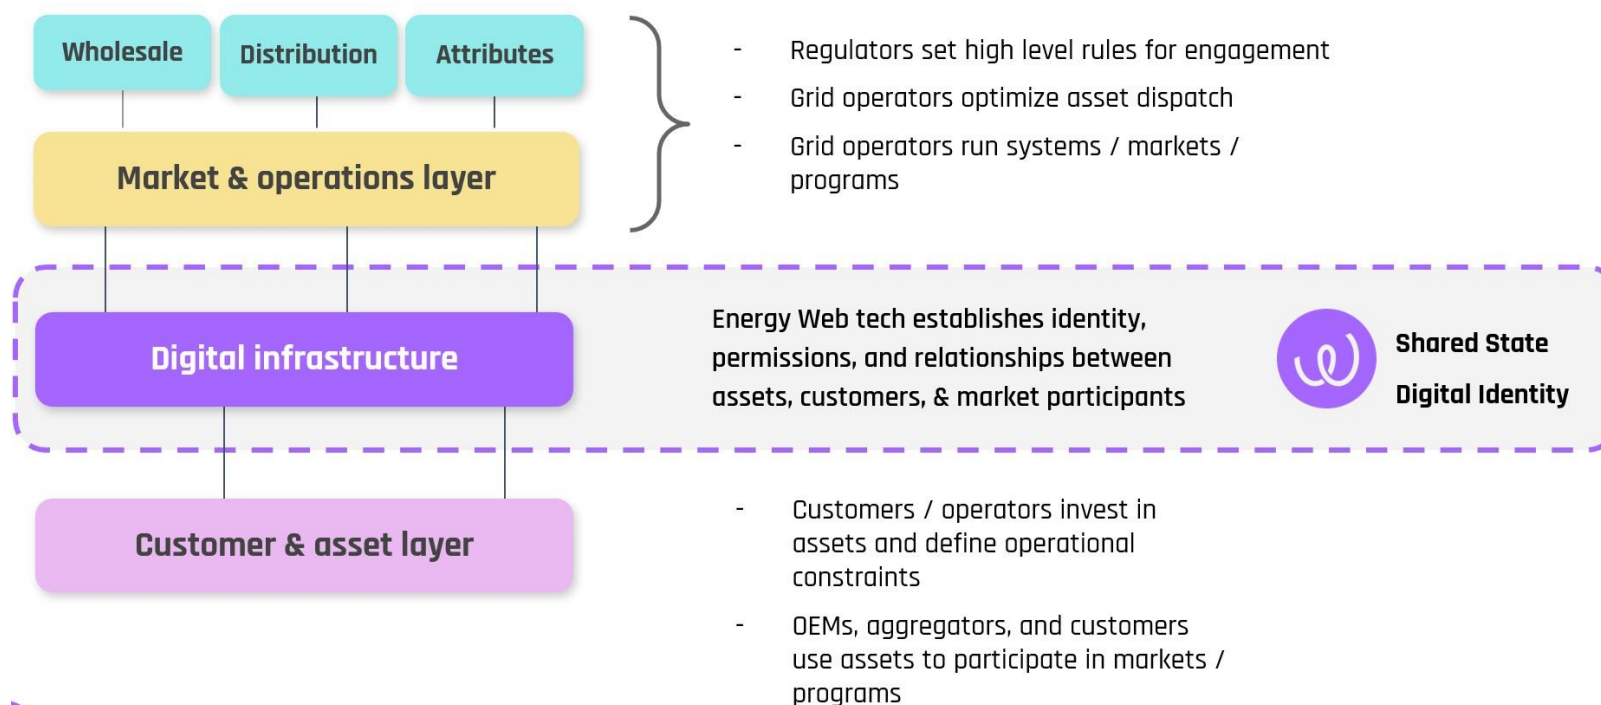 Wholesale
Distribution
Attributes
- Regulators set high level rules for engagement
- Grid operators optimize asset dispatch
- Grid operators run systems / markets /
programs
Market & operations layer
Digital infrastructure
Energy Web tech establishes identity,
permissions, and relationships between
assets, customers, & market participants
Shared State
Digital Identity
Customer & asset layer
- Customers / operators invest in
assets and define operational
constraints
- OEMs, aggregators, and customers
use assets to participate in markets /
programs